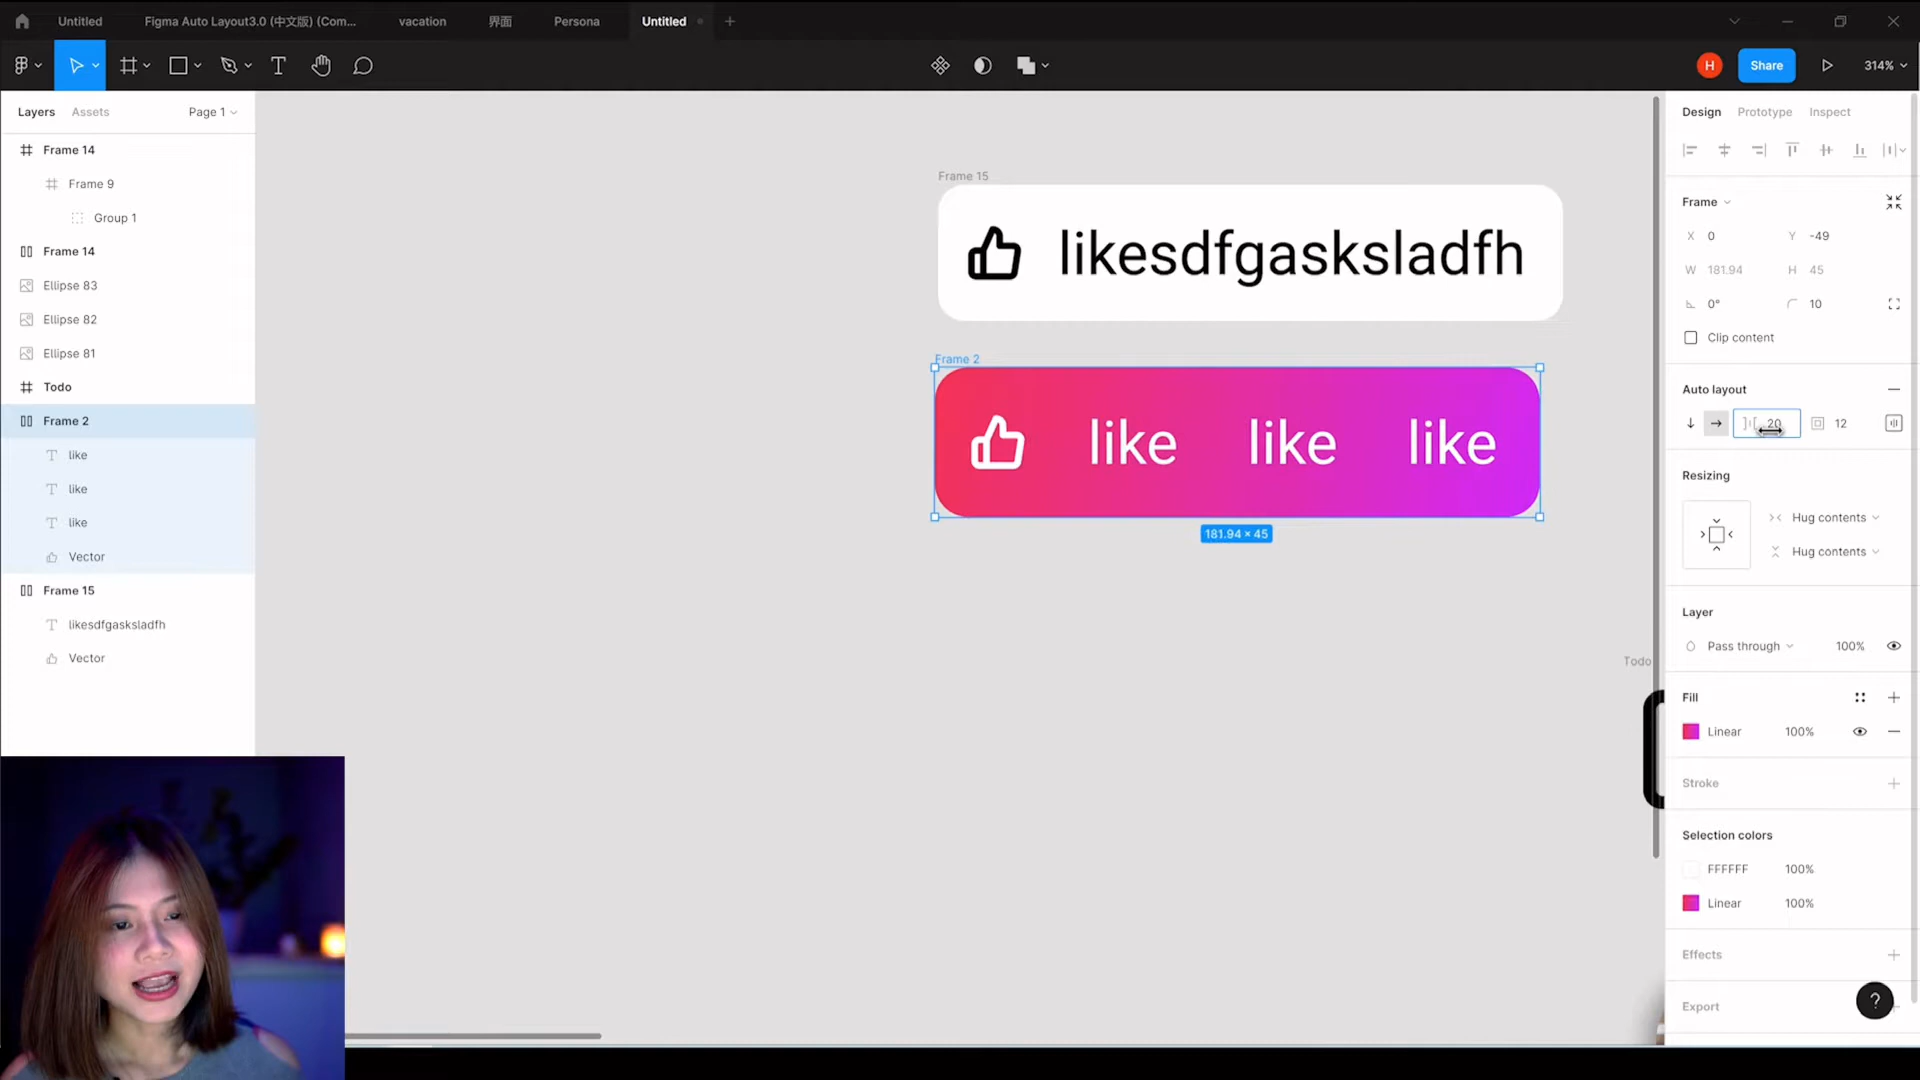 Untitled
Figma Auto Layout3.0 (中文版) (Com...
vacation
界面
Persona
Untitled
H
Share
314%
Layers
Assets
Page 1
Design
Prototype
Inspect
Frame 14
Frame 9
Group 1
Frame 14
Ellipse 83
Ellipse 82
Ellipse 81
Todo
Frame 2
like
like
like
Vector
Frame 15
likesdfgasksladfh
Vector
Frame 15
likesdfgasksladfh
Frame 2
like like like
181.94 × 45
Todo
Frame
X 0 Y -49
W 181.94 H 45
0° 10
Clip content
Auto layout
20 12
Resizing
Hug contents
Hug contents
Layer
Pass through 100%
Fill
Linear 100%
Stroke
Selection colors
FFFFFF 100%
Linear 100%
Effects
Export
?